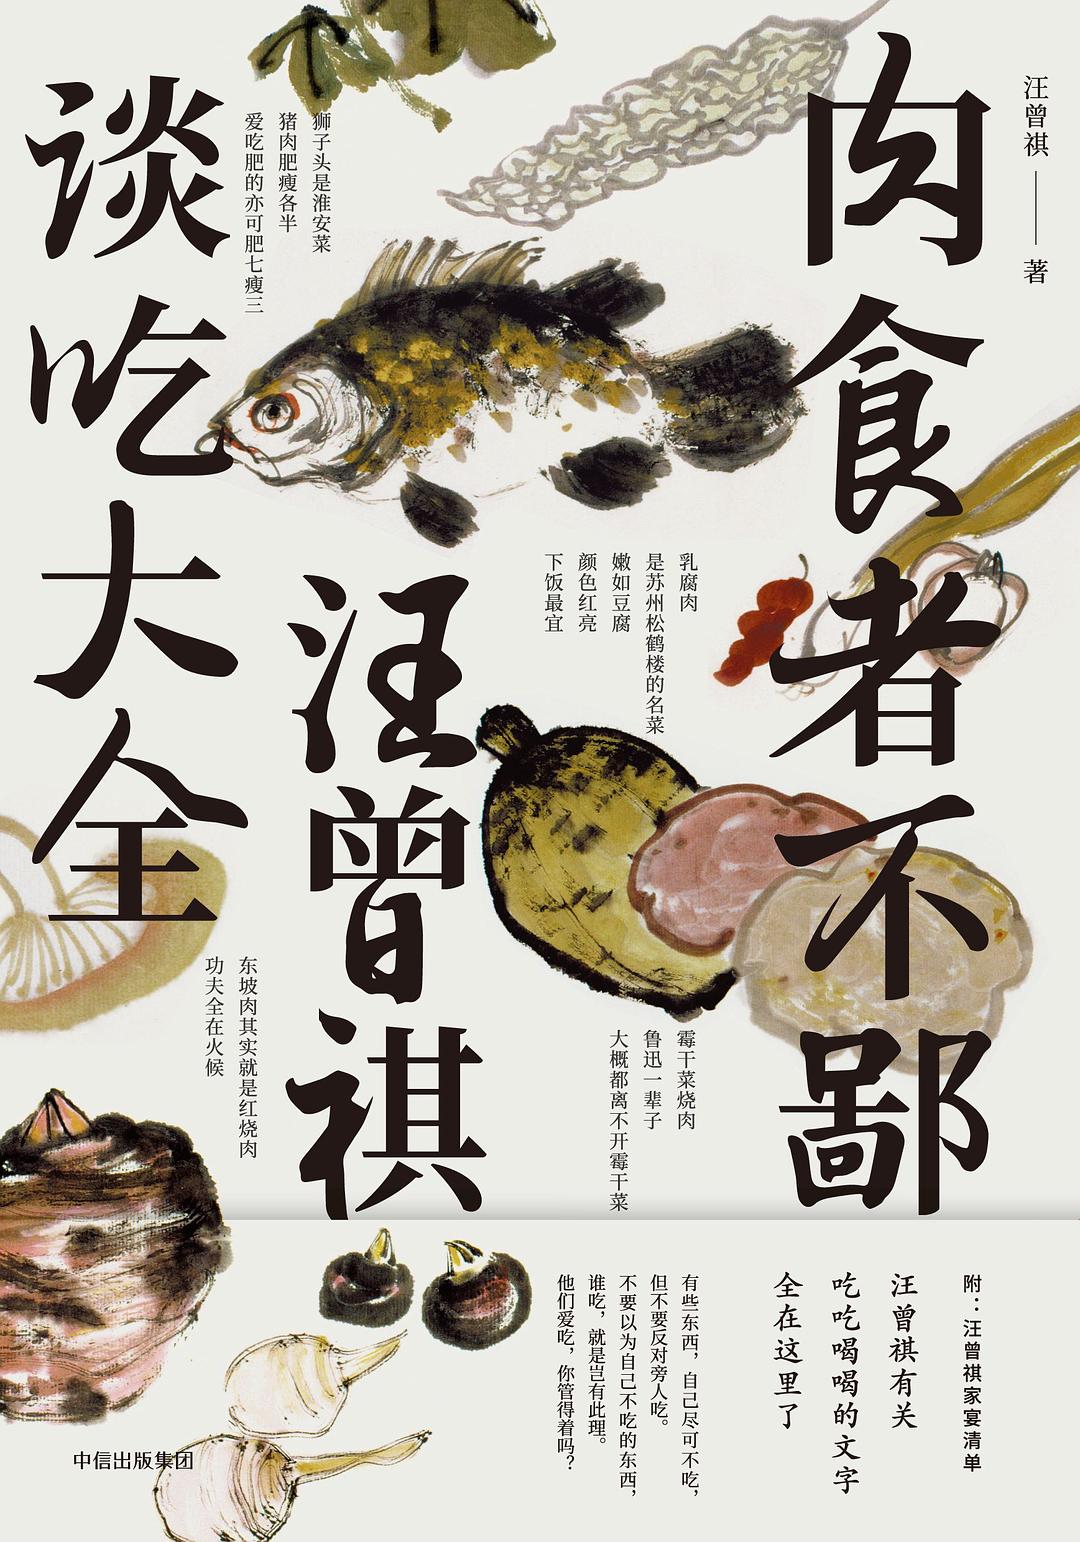 汪曾祺——著
肉食者不鄙
汪曾祺
谈吃大全
狮子头是淮安菜
猪肉肥瘦各半
爱吃肥的亦可肥七瘦三
乳腐肉
是苏州松鹤楼的名菜
嫩如豆腐
颜色红亮
下饭最宜
霉干菜烧肉
鲁迅一辈子
大概都离不开霉干菜
东坡肉其实就是红烧肉
功夫全在火候
附：汪曾祺家宴清单
汪曾祺有关
吃吃喝喝的文字
全在这里了
有些东西，自己尽可不吃，
但不要反对旁人吃。
不要以为自己不吃的东西，
谁吃，就是岂有此理。
他们爱吃，你管得着吗？
中信出版集团